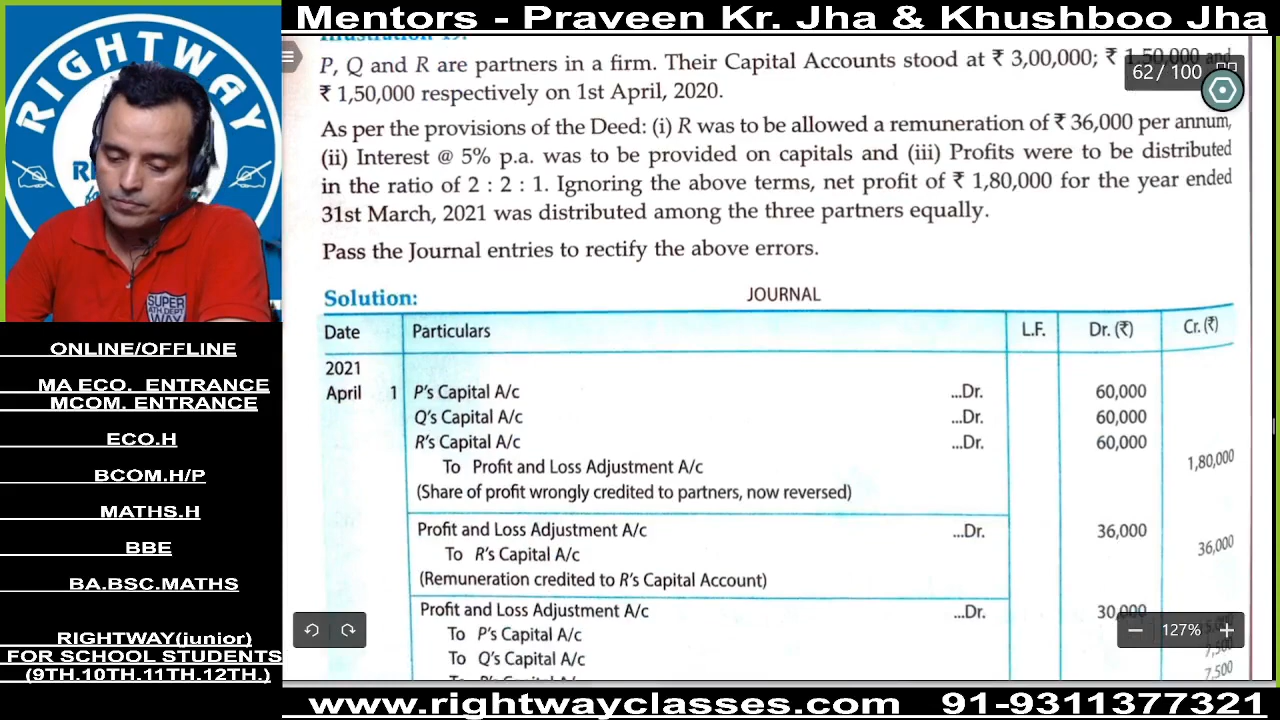 Mentors - Praveen Kr. Jha & Khushboo Jha
RIGHTWAY
SUPER
ATH.DEPT
WAY
ONLINE/OFFLINE
MA ECO. ENTRANCE
MCOM. ENTRANCE
ECO.H
BCOM.H/P
MATHS.H
BBE
BA.BSC.MATHS
RIGHTWAY(junior)
FOR SCHOOL STUDENTS
(9TH.10TH.11TH.12TH.)
P, Q and R are partners in a firm. Their Capital Accounts stood at ₹ 3,00,000; ₹ 1,50,000 and
62 / 100
₹ 1,50,000 respectively on 1st April, 2020.
As per the provisions of the Deed: (i) R was to be allowed a remuneration of ₹ 36,000 per annum,
(ii) Interest @ 5% p.a. was to be provided on capitals and (iii) Profits were to be distributed
in the ratio of 2 : 2 : 1. Ignoring the above terms, net profit of ₹ 1,80,000 for the year ended
31st March, 2021 was distributed among the three partners equally.
Pass the Journal entries to rectify the above errors.
Solution: JOURNAL
Date Particulars L.F. Dr. (₹) Cr. (₹)
2021
April 1 P's Capital A/c ...Dr. 60,000
Q's Capital A/c ...Dr. 60,000
R's Capital A/c ...Dr. 60,000
To Profit and Loss Adjustment A/c 1,80,000
(Share of profit wrongly credited to partners, now reversed)
Profit and Loss Adjustment A/c ...Dr. 36,000
To R's Capital A/c 36,000
(Remuneration credited to R's Capital Account)
Profit and Loss Adjustment A/c ...Dr. 30,000
To P's Capital A/c
To Q's Capital A/c 7,500
7,500
127%
www.rightwayclasses.com 91-9311377321